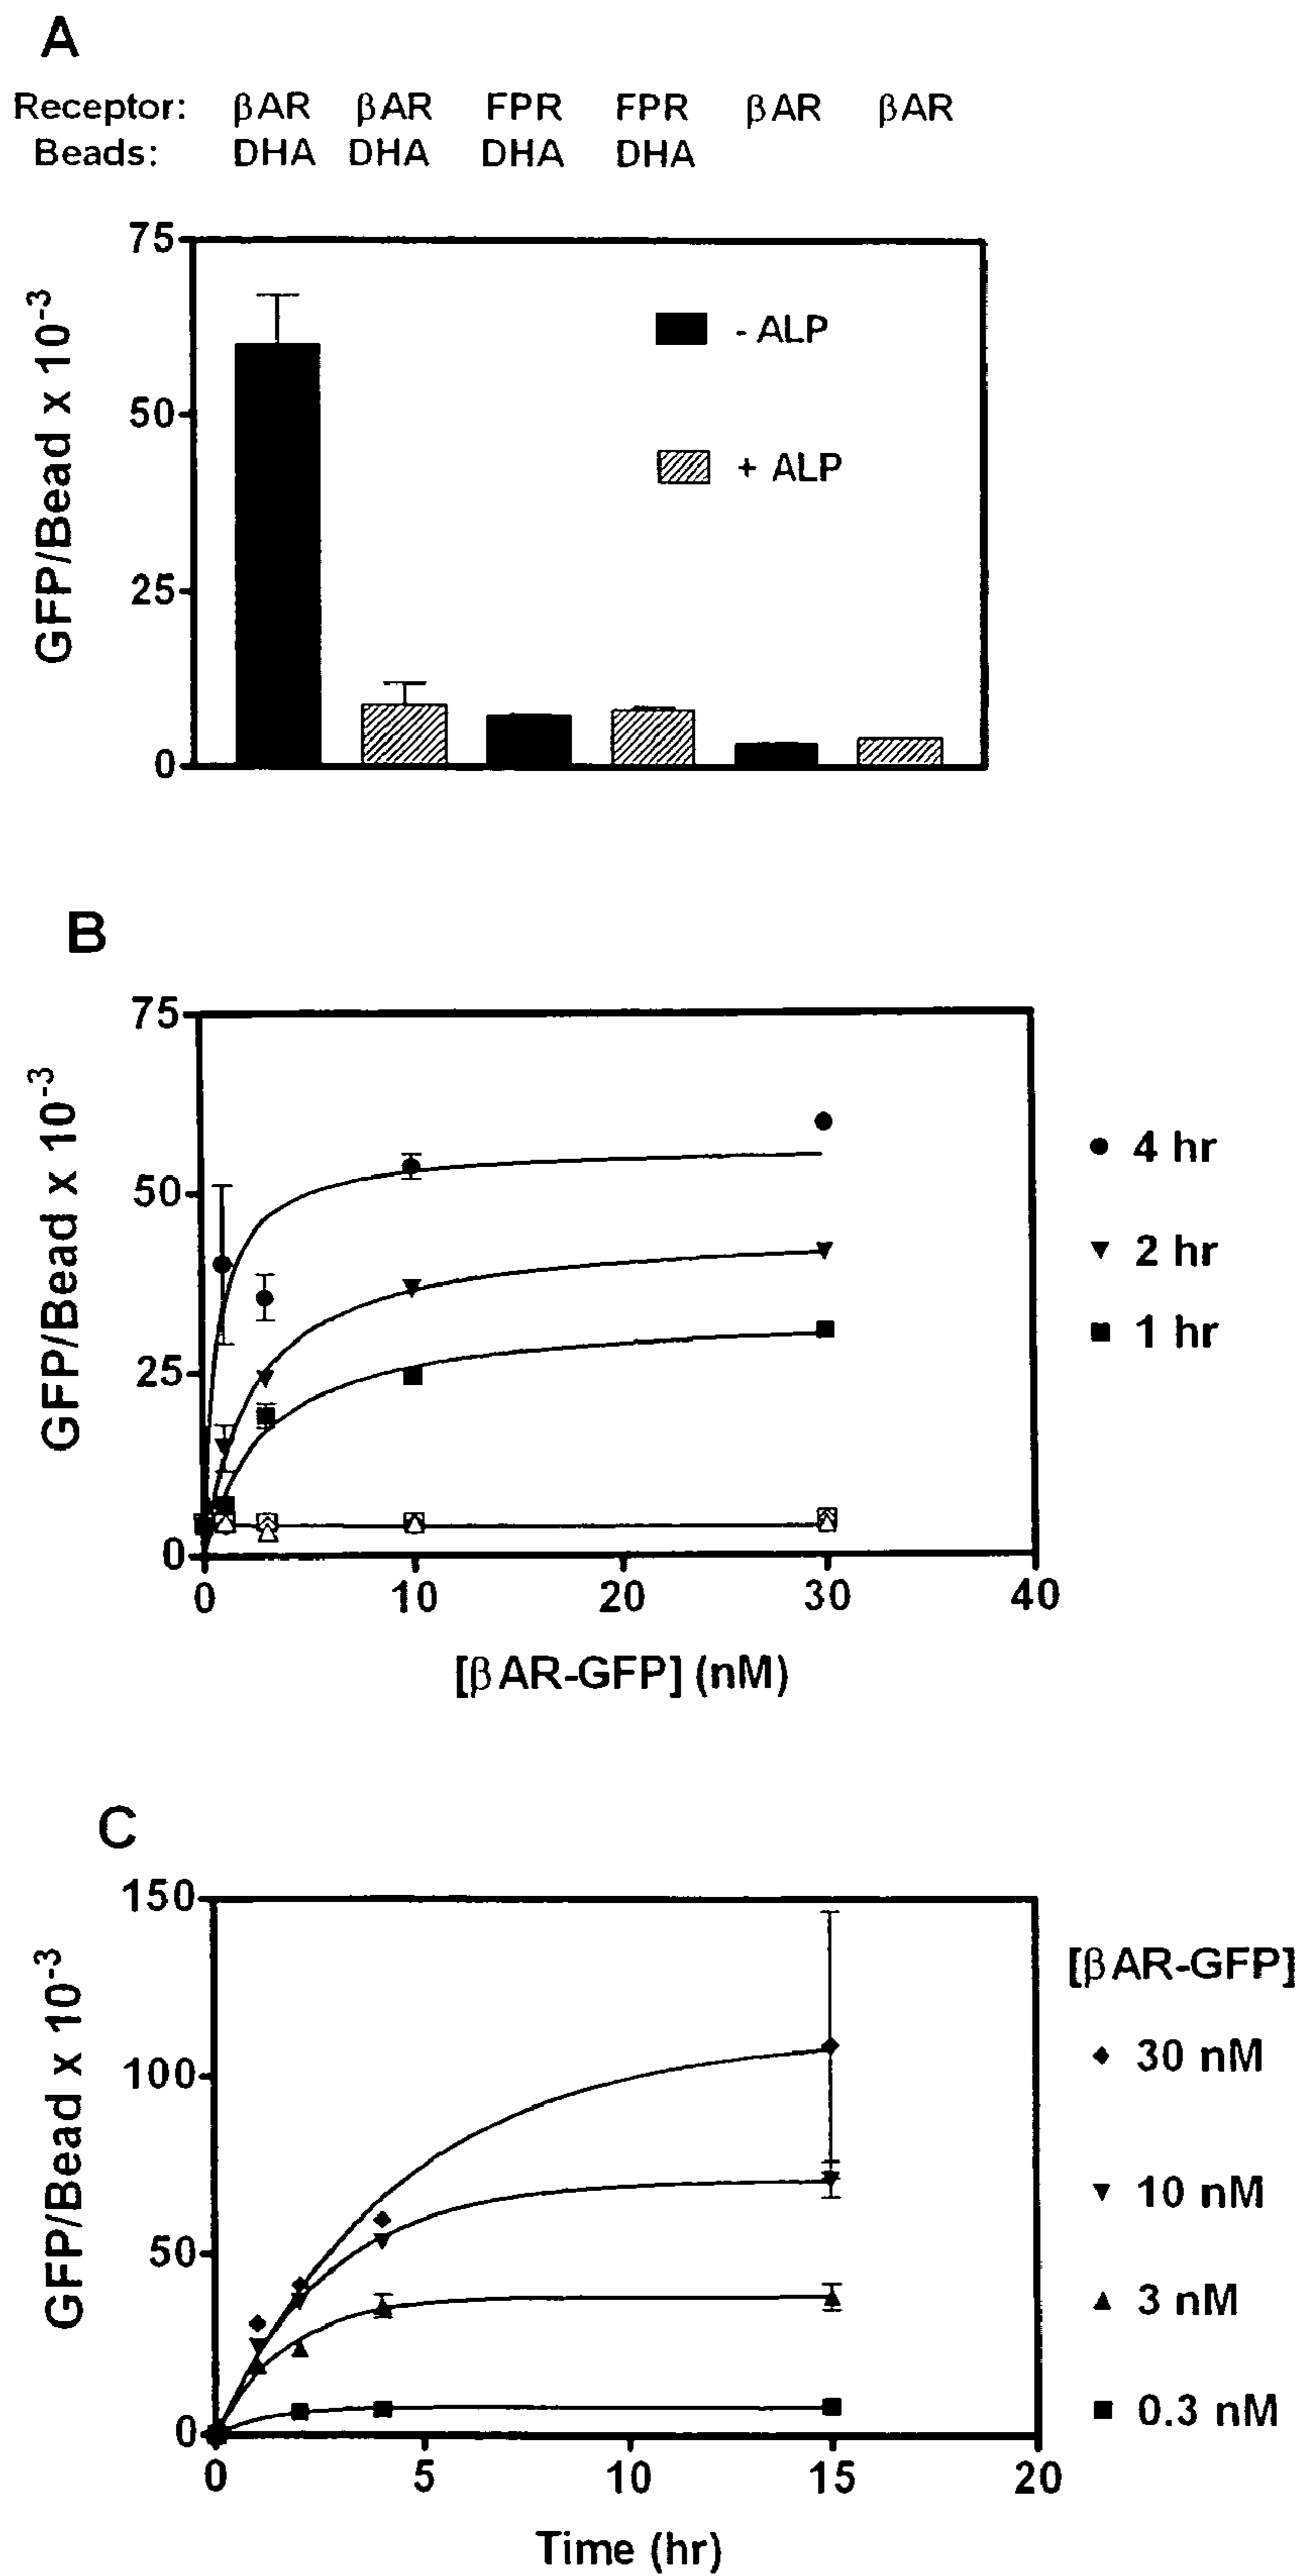 A
Receptor: βAR βAR FPR FPR βAR βAR
Beads: DHA DHA DHA DHA
75
50
25
0
GFP/Bead x 10⁻³
- ALP
+ ALP
B
75
50
25
0
GFP/Bead x 10⁻³
4 hr
2 hr
1 hr
0 10 20 30 40
[βAR-GFP] (nM)
C
150
100
50
0
GFP/Bead x 10⁻³
[βAR-GFP]
30 nM
10 nM
3 nM
0.3 nM
0 5 10 15 20
Time (hr)